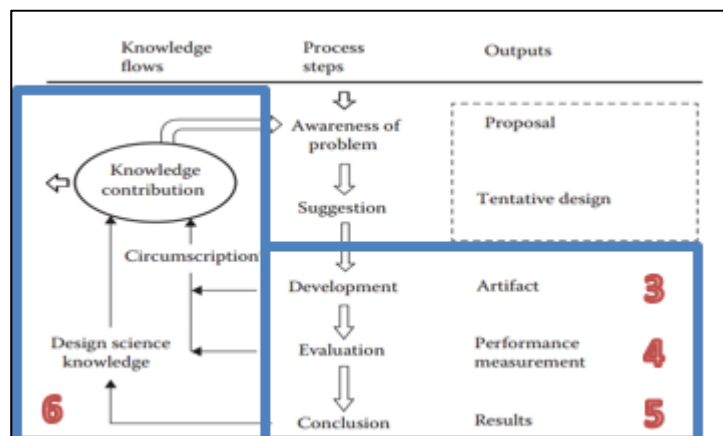 Knowledge
flows
Process
steps
Outputs
Awareness of
problem
Proposal
Knowledge
contribution
Suggestion
Tentative design
Circumscription
Development
Artifact
3
Design science
knowledge
Evaluation
Performance
measurement
4
6
Conclusion
Results
5